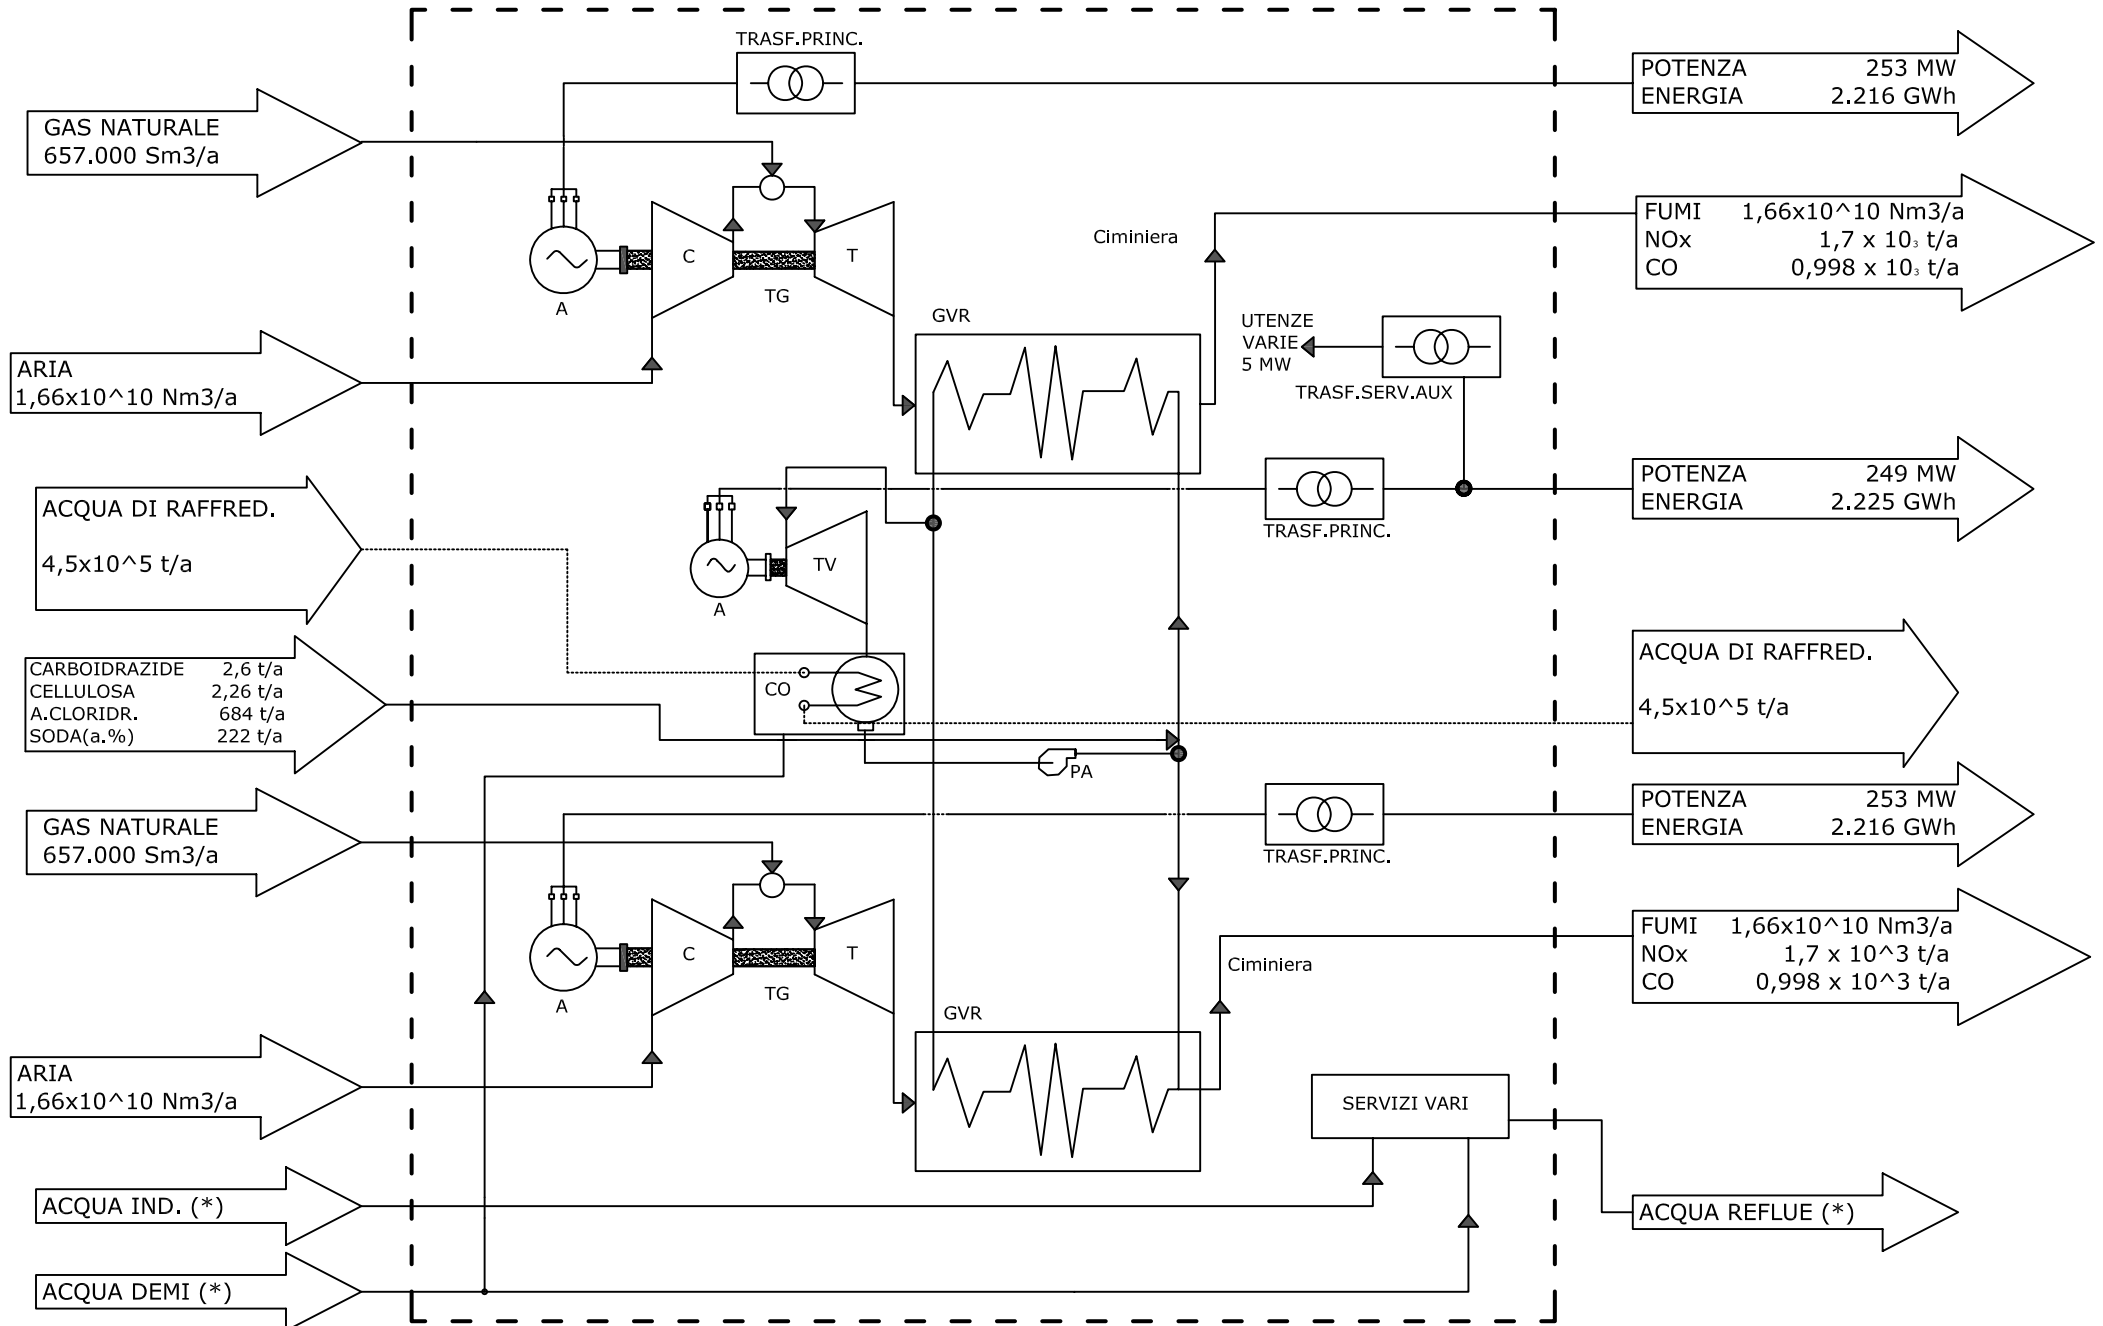 TRASF.PRINC.
POTENZA 253 MW
ENERGIA 2.216 GWh
GAS NATURALE
657.000 Sm3/a
FUMI 1,66x10^10 Nm3/a
NOx 1,7 x 10₃ t/a
CO 0,998 x 10₃ t/a
Ciminiera
C
T
TG
A
GVR
UTENZE
VARIE
5 MW
TRASF.SERV.AUX
ARIA
1,66x10^10 Nm3/a
POTENZA 249 MW
ENERGIA 2.225 GWh
TRASF.PRINC.
ACQUA DI RAFFRED.
4,5x10^5 t/a
TV
A
ACQUA DI RAFFRED.
4,5x10^5 t/a
CARBOIDRAZIDE 2,6 t/a
CELLULOSA 2,26 t/a
A.CLORIDR. 684 t/a
SODA(a.%) 222 t/a
CO
PA
POTENZA 253 MW
ENERGIA 2.216 GWh
TRASF.PRINC.
GAS NATURALE
657.000 Sm3/a
FUMI 1,66x10^10 Nm3/a
NOx 1,7 x 10^3 t/a
CO 0,998 x 10^3 t/a
C
T
Ciminiera
TG
A
GVR
ARIA
1,66x10^10 Nm3/a
SERVIZI VARI
ACQUA IND. (*)
ACQUA REFLUE (*)
ACQUA DEMI (*)